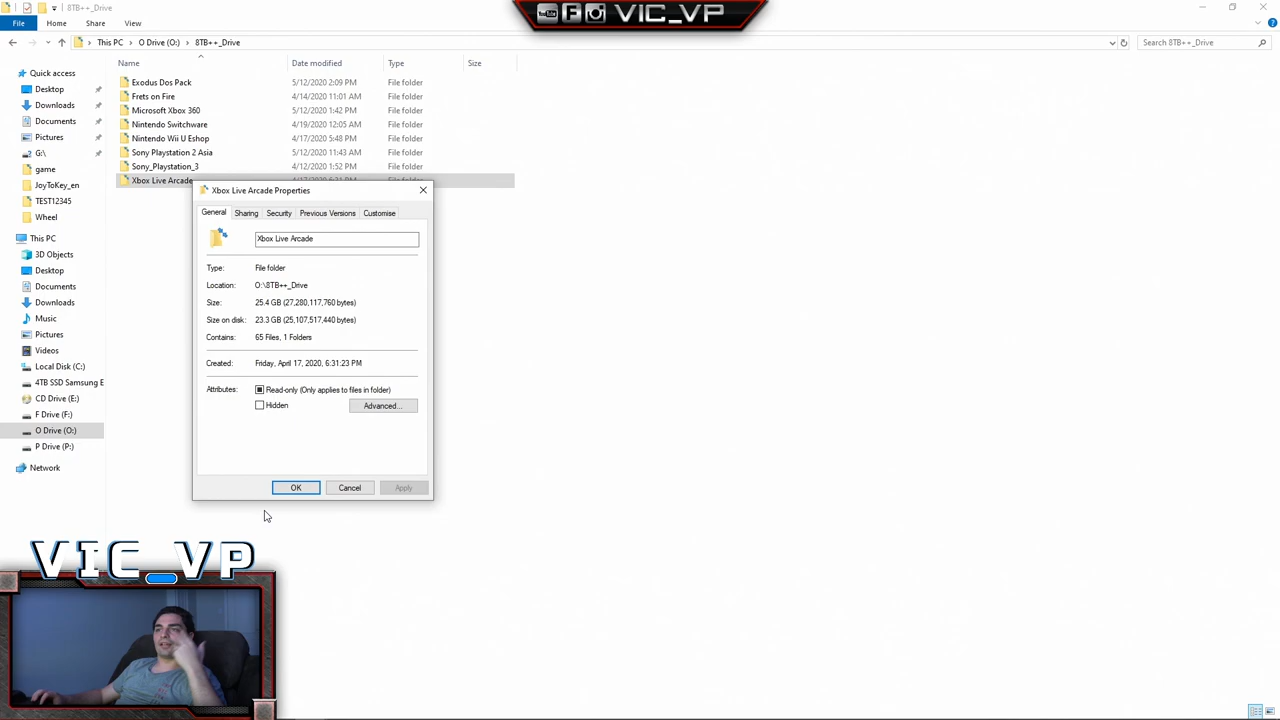 8TB++_Drive
VIC_VP
File Home Share View
This PC O Drive (O:) 8TB++_Drive
Search 8TB++_Drive
Name Date modified Type Size
Quick access
Desktop
Downloads
Documents
Pictures
G:\
game
JoyToKey_en
TEST12345
Wheel
This PC
3D Objects
Desktop
Documents
Downloads
Music
Pictures
Videos
Local Disk (C:)
4TB SSD Samsung E
CD Drive (E:)
F Drive (F:)
O Drive (O:)
P Drive (P:)
Network
Exodus Dos Pack 5/12/2020 2:09 PM File folder
Frets on Fire 4/14/2020 11:01 AM File folder
Microsoft Xbox 360 5/12/2020 1:42 PM File folder
Nintendo Switchware 4/19/2020 12:05 AM File folder
Nintendo Wii U Eshop 4/17/2020 5:48 PM File folder
Sony Playstation 2 Asia 5/12/2020 11:43 AM File folder
Sony_Playstation_3 4/12/2020 1:52 PM File folder
Xbox Live Arcade
Xbox Live Arcade Properties
General Sharing Security Previous Versions Customise
Xbox Live Arcade
Type: File folder
Location: O:\8TB++_Drive
Size: 25.4 GB (27,280,117,760 bytes)
Size on disk: 23.3 GB (25,107,517,440 bytes)
Contains: 65 Files, 1 Folders
Created: Friday, April 17, 2020, 6:31:23 PM
Attributes: Read-only (Only applies to files in folder)
Hidden Advanced...
OK Cancel Apply
VIC_VP